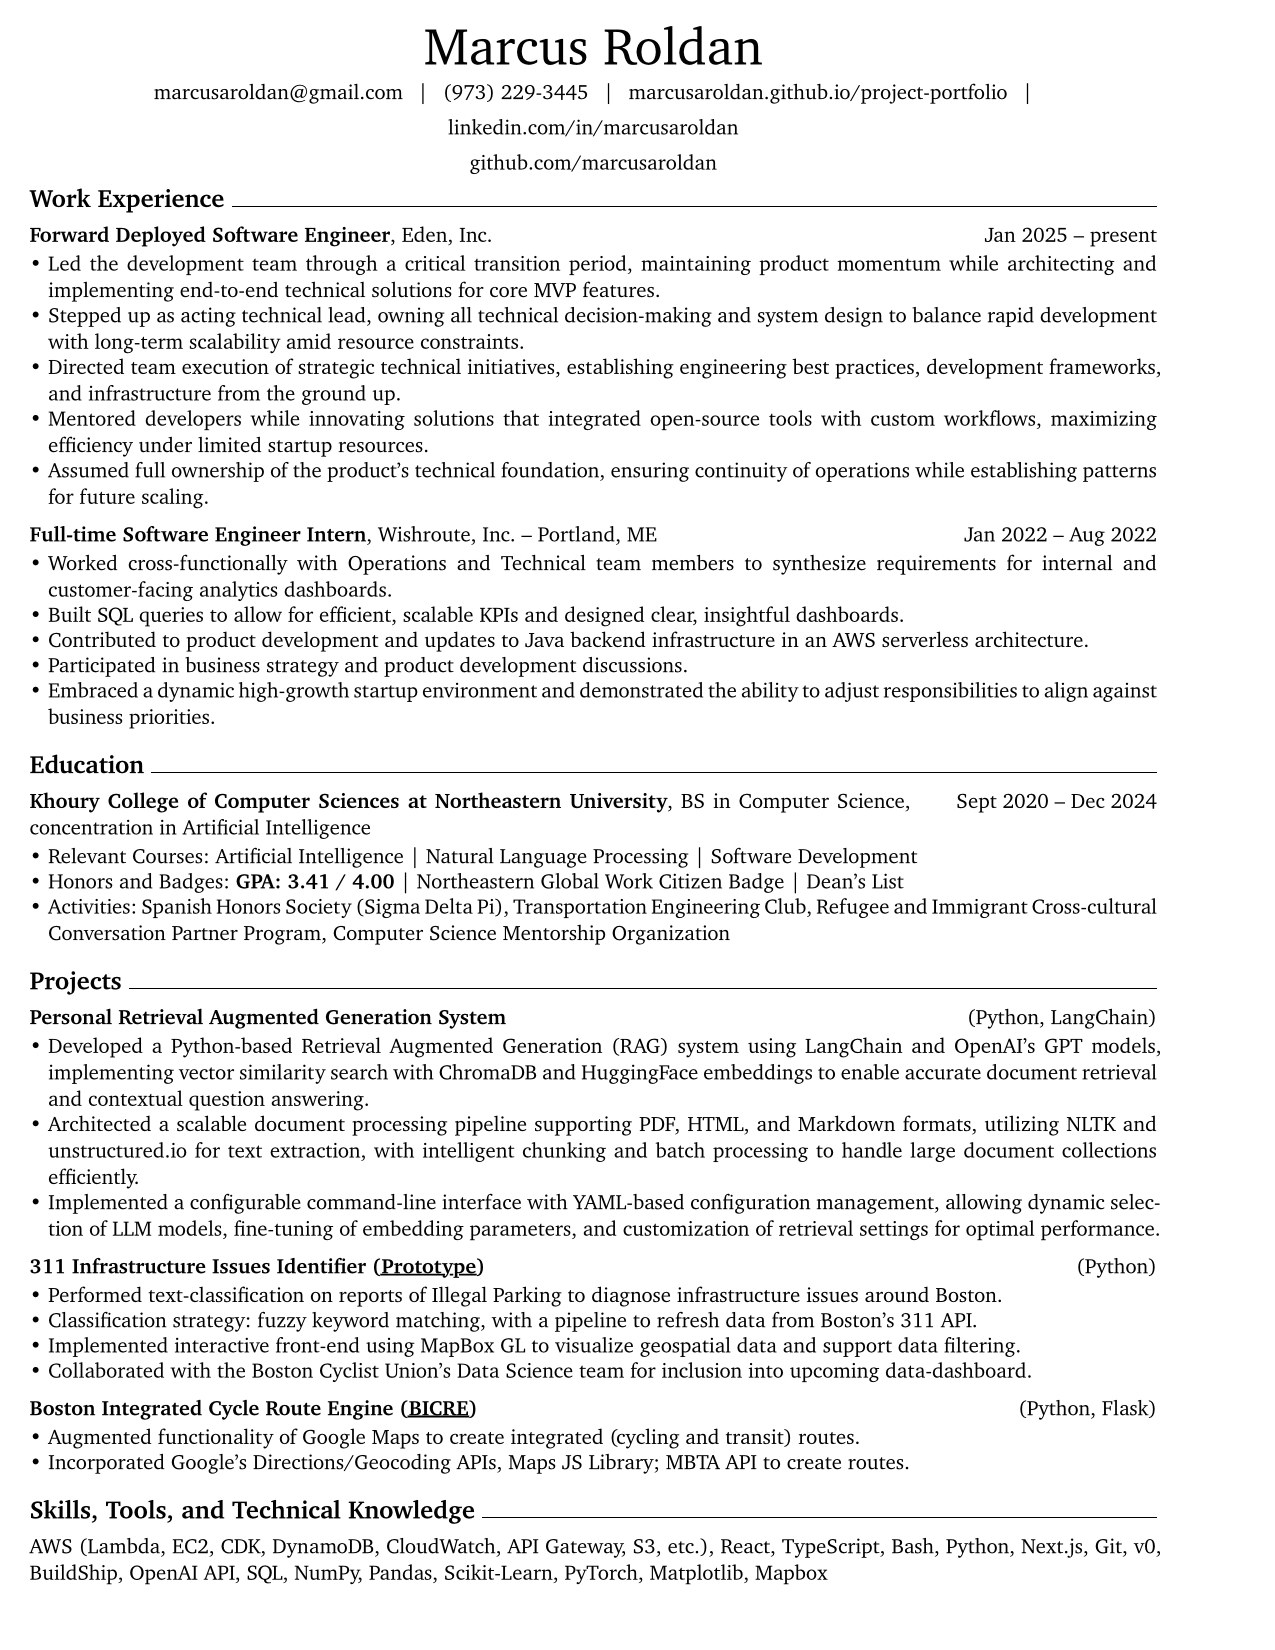 Marcus Roldan
marcusaroldan@gmail.com | (973) 229-3445 | marcusaroldan.github.io/project-portfolio |
linkedin.com/in/marcusaroldan
github.com/marcusaroldan
Work Experience
Forward Deployed Software Engineer, Eden, Inc. Jan 2025 – present
• Led the development team through a critical transition period, maintaining product momentum while architecting and
implementing end-to-end technical solutions for core MVP features.
• Stepped up as acting technical lead, owning all technical decision-making and system design to balance rapid development
with long-term scalability amid resource constraints.
• Directed team execution of strategic technical initiatives, establishing engineering best practices, development frameworks,
and infrastructure from the ground up.
• Mentored developers while innovating solutions that integrated open-source tools with custom workflows, maximizing
efficiency under limited startup resources.
• Assumed full ownership of the product’s technical foundation, ensuring continuity of operations while establishing patterns
for future scaling.
Full-time Software Engineer Intern, Wishroute, Inc. – Portland, ME Jan 2022 – Aug 2022
• Worked cross-functionally with Operations and Technical team members to synthesize requirements for internal and
customer-facing analytics dashboards.
• Built SQL queries to allow for efficient, scalable KPIs and designed clear, insightful dashboards.
• Contributed to product development and updates to Java backend infrastructure in an AWS serverless architecture.
• Participated in business strategy and product development discussions.
• Embraced a dynamic high-growth startup environment and demonstrated the ability to adjust responsibilities to align against
business priorities.
Education
Khoury College of Computer Sciences at Northeastern University, BS in Computer Science, Sept 2020 – Dec 2024
concentration in Artificial Intelligence
• Relevant Courses: Artificial Intelligence | Natural Language Processing | Software Development
• Honors and Badges: GPA: 3.41 / 4.00 | Northeastern Global Work Citizen Badge | Dean’s List
• Activities: Spanish Honors Society (Sigma Delta Pi), Transportation Engineering Club, Refugee and Immigrant Cross-cultural
Conversation Partner Program, Computer Science Mentorship Organization
Projects
Personal Retrieval Augmented Generation System (Python, LangChain)
• Developed a Python-based Retrieval Augmented Generation (RAG) system using LangChain and OpenAI’s GPT models,
implementing vector similarity search with ChromaDB and HuggingFace embeddings to enable accurate document retrieval
and contextual question answering.
• Architected a scalable document processing pipeline supporting PDF, HTML, and Markdown formats, utilizing NLTK and
unstructured.io for text extraction, with intelligent chunking and batch processing to handle large document collections
efficiently.
• Implemented a configurable command-line interface with YAML-based configuration management, allowing dynamic selec-
tion of LLM models, fine-tuning of embedding parameters, and customization of retrieval settings for optimal performance.
311 Infrastructure Issues Identifier (Prototype) (Python)
• Performed text-classification on reports of Illegal Parking to diagnose infrastructure issues around Boston.
• Classification strategy: fuzzy keyword matching, with a pipeline to refresh data from Boston’s 311 API.
• Implemented interactive front-end using MapBox GL to visualize geospatial data and support data filtering.
• Collaborated with the Boston Cyclist Union’s Data Science team for inclusion into upcoming data-dashboard.
Boston Integrated Cycle Route Engine (BICRE) (Python, Flask)
• Augmented functionality of Google Maps to create integrated (cycling and transit) routes.
• Incorporated Google’s Directions/Geocoding APIs, Maps JS Library; MBTA API to create routes.
Skills, Tools, and Technical Knowledge
AWS (Lambda, EC2, CDK, DynamoDB, CloudWatch, API Gateway, S3, etc.), React, TypeScript, Bash, Python, Next.js, Git, v0,
BuildShip, OpenAI API, SQL, NumPy, Pandas, Scikit-Learn, PyTorch, Matplotlib, Mapbox